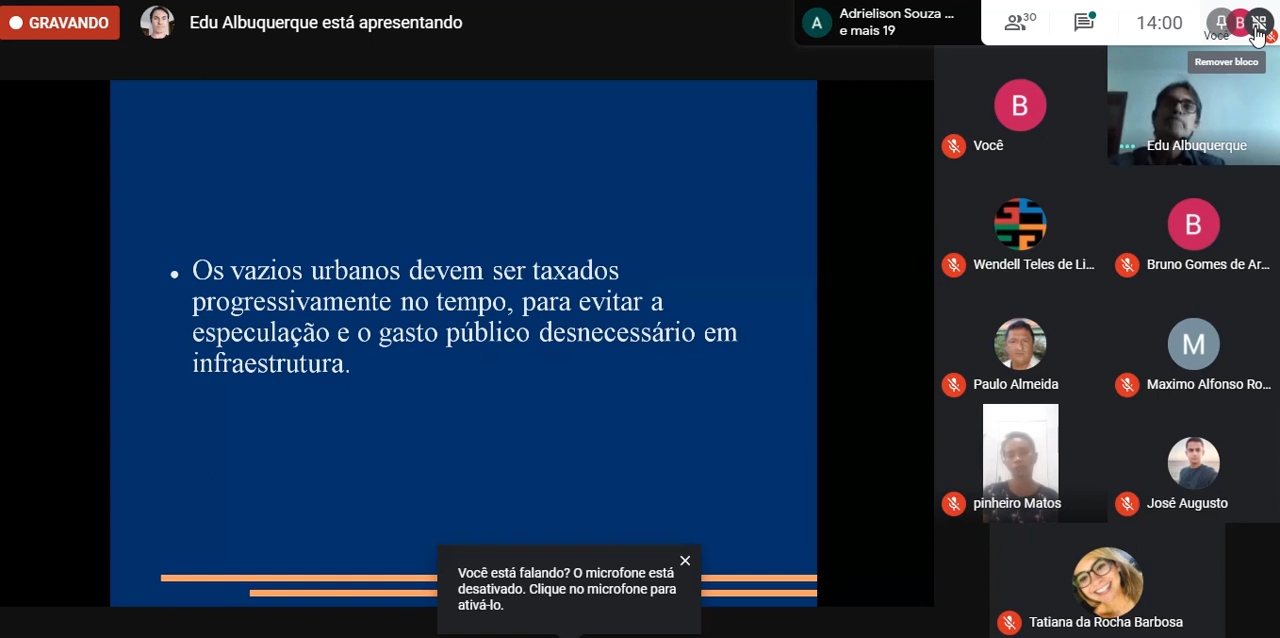 GRAVANDO
Edu Albuquerque está apresentando
A
Adrielison Souza ...
e mais 19
30
14:00
B
Você
Remover bloco
B
Você
Edu Albuquerque
Wendell Teles de Li...
B
Bruno Gomes de Ar...
Paulo Almeida
M
Maximo Alfonso Ro...
pinheiro Matos
José Augusto
Tatiana da Rocha Barbosa
• Os vazios urbanos devem ser taxados
progressivamente no tempo, para evitar a
especulação e o gasto público desnecessário em
infraestrutura.
Você está falando? O microfone está
desativado. Clique no microfone para
ativá-lo.